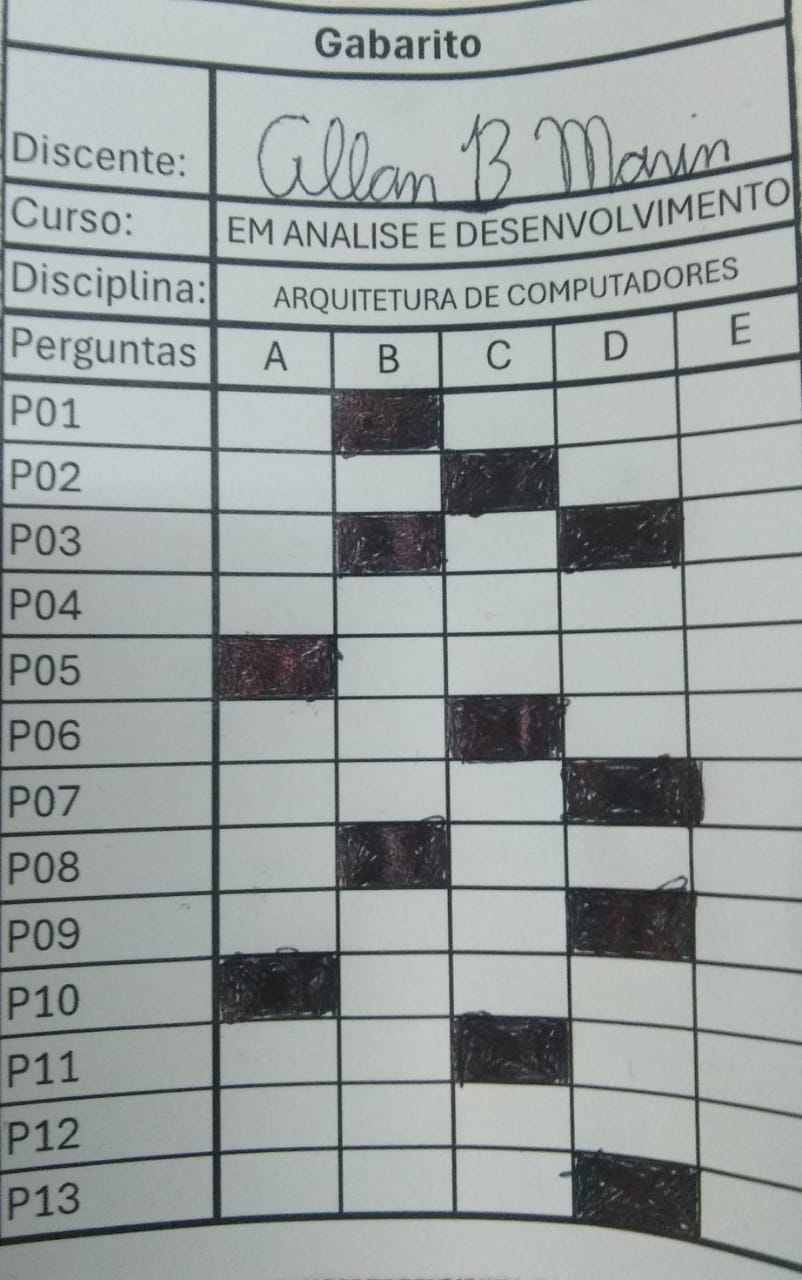 Gabarito
Discente: Allan B Marin
Curso: EM ANALISE E DESENVOLVIMENTO
Disciplina: ARQUITETURA DE COMPUTADORES
Perguntas A B C D E
P01
P02
P03
P04
P05
P06
P07
P08
P09
P10
P11
P12
P13